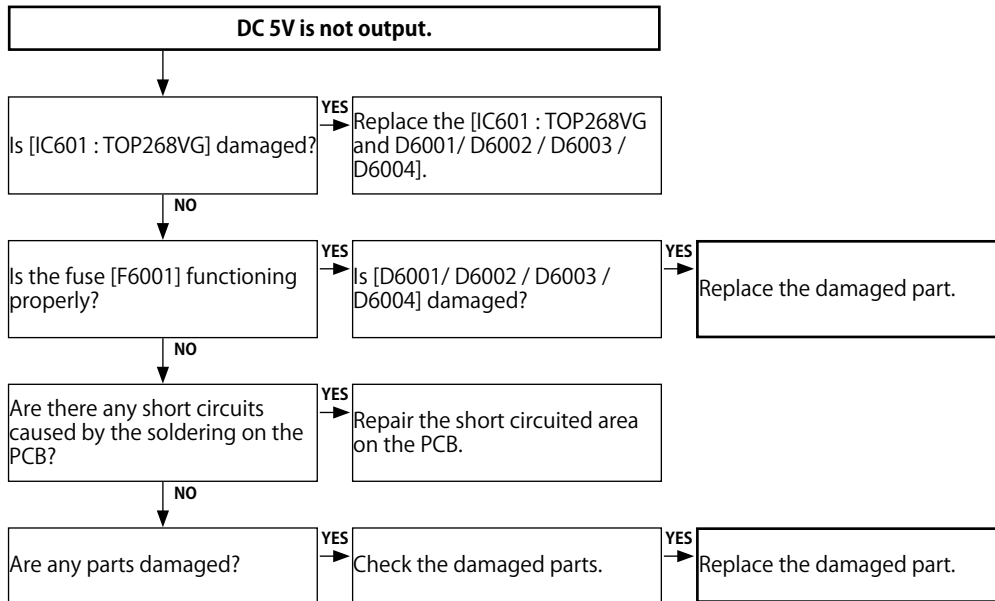 DC 5V is not output.
Is [IC601 : TOP268VG] damaged?
YES
Replace the [IC601 : TOP268VG
and D6001/ D6002 / D6003 /
D6004].
NO
Is the fuse [F6001] functioning
properly?
YES
Is [D6001/ D6002 / D6003 /
D6004] damaged?
YES
Replace the damaged part.
NO
Are there any short circuits
caused by the soldering on the
PCB?
YES
Repair the short circuited area
on the PCB.
NO
Are any parts damaged?
YES
Check the damaged parts.
YES
Replace the damaged part.